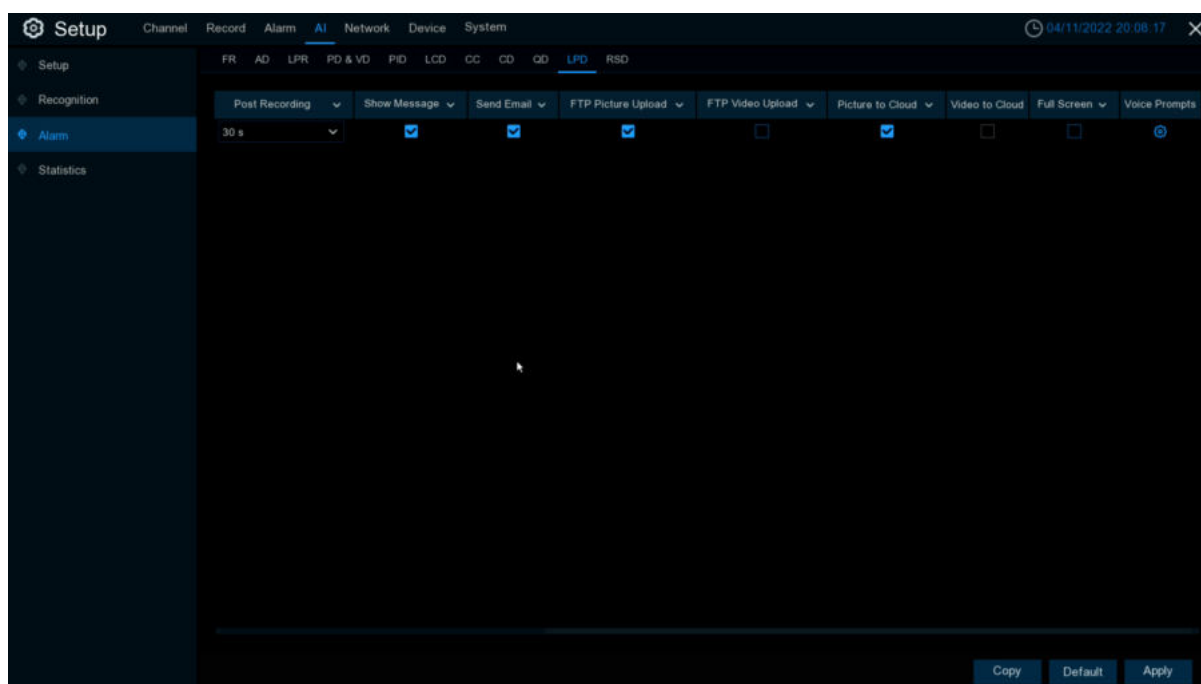 Setup Channel Record Alarm AI Network Device System 04/11/2022 20:08:17
Setup FR AD LPR PD & VD PID LCD CC CD QD LPD RSD
Recognition Post Recording Show Message Send Email FTP Picture Upload FTP Video Upload Picture to Cloud Video to Cloud Full Screen Voice Prompts
Alarm 30 s
Statistics
Copy Default Apply